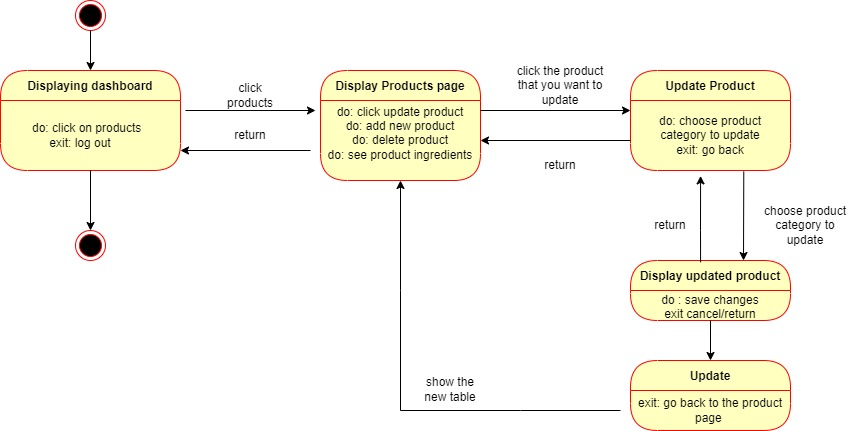 Displaying dashboard
do: click on products
exit: log out
click
products
return
Display Products page
do: click update product
do: add new product
do: delete product
do: see product ingredients
click the product
that you want to
update
return
Update Product
do: choose product
category to update
exit: go back
return
choose product
category to
update
Display updated product
do : save changes
exit cancel/return
Update
exit: go back to the product
page
show the
new table